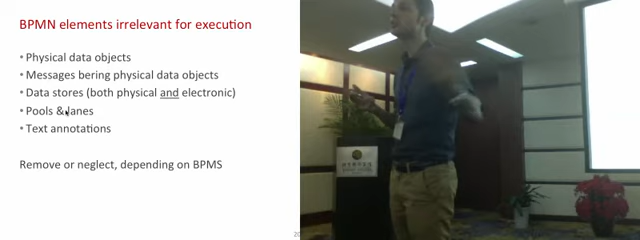 BPMN elements irrelevant for execution
• Physical data objects
• Messages bering physical data objects
• Data stores (both physical and electronic)
• Pools & lanes
• Text annotations
Remove or neglect, depending on BPMS